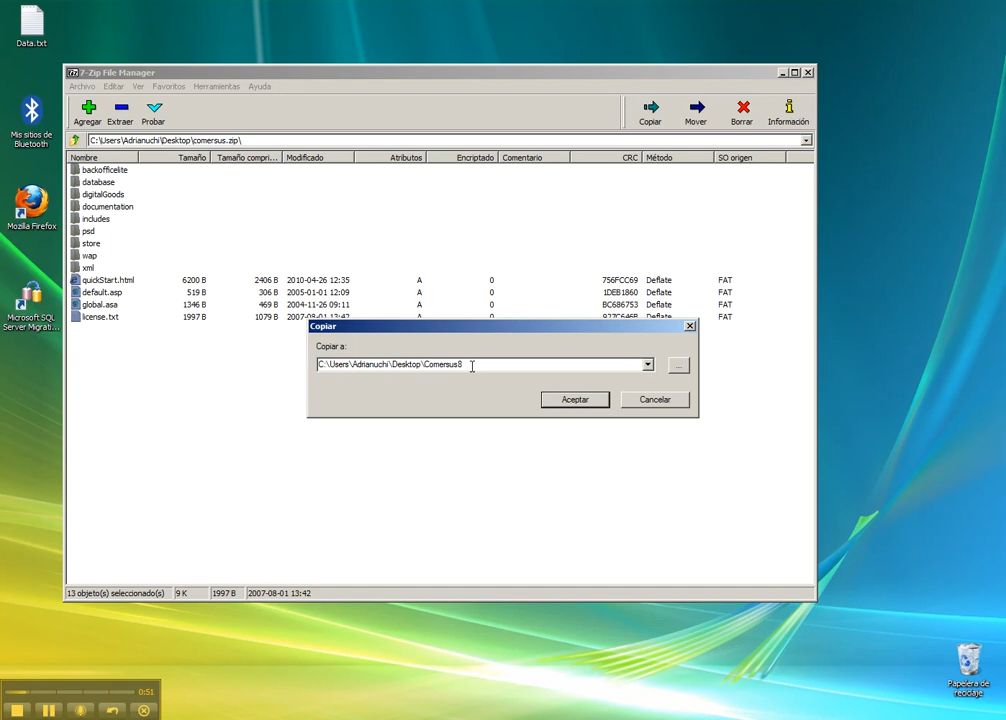 Data.txt
Mis sitios de
Bluetooth
Mozilla Firefox
Microsoft SQL
Server Migrati...
7-Zip File Manager
Archivo Editar Ver Favoritos Herramientas Ayuda
Agregar Extraer Probar Copiar Mover Borrar Información
C:\Users\Adrianuchi\Desktop\comersus.zip\
Nombre Tamaño Tamaño compri... Modificado Atributos Encriptado Comentario CRC Método SO origen
backofficelite
database
digitalGoods
documentation
includes
psd
store
wap
xml
quickStart.html 6200 B 2406 B 2010-04-26 12:35 A 0 756FCC69 Deflate FAT
default.asp 519 B 306 B 2005-01-01 12:09 A 0 1DEB1860 Deflate FAT
global.asa 1346 B 469 B 2004-11-26 09:11 A 0 BC686753 Deflate FAT
license.txt 1997 B 1079 B 2007-08-01 13:42 A 0 927C646B Deflate FAT
Copiar
Copiar a:
C:\Users\Adrianuchi\Desktop\Comersus8
...
Aceptar Cancelar
13 objeto(s) seleccionado(s) 9 K 1997 B 2007-08-01 13:42
Papelera de
reciclaje
0:51